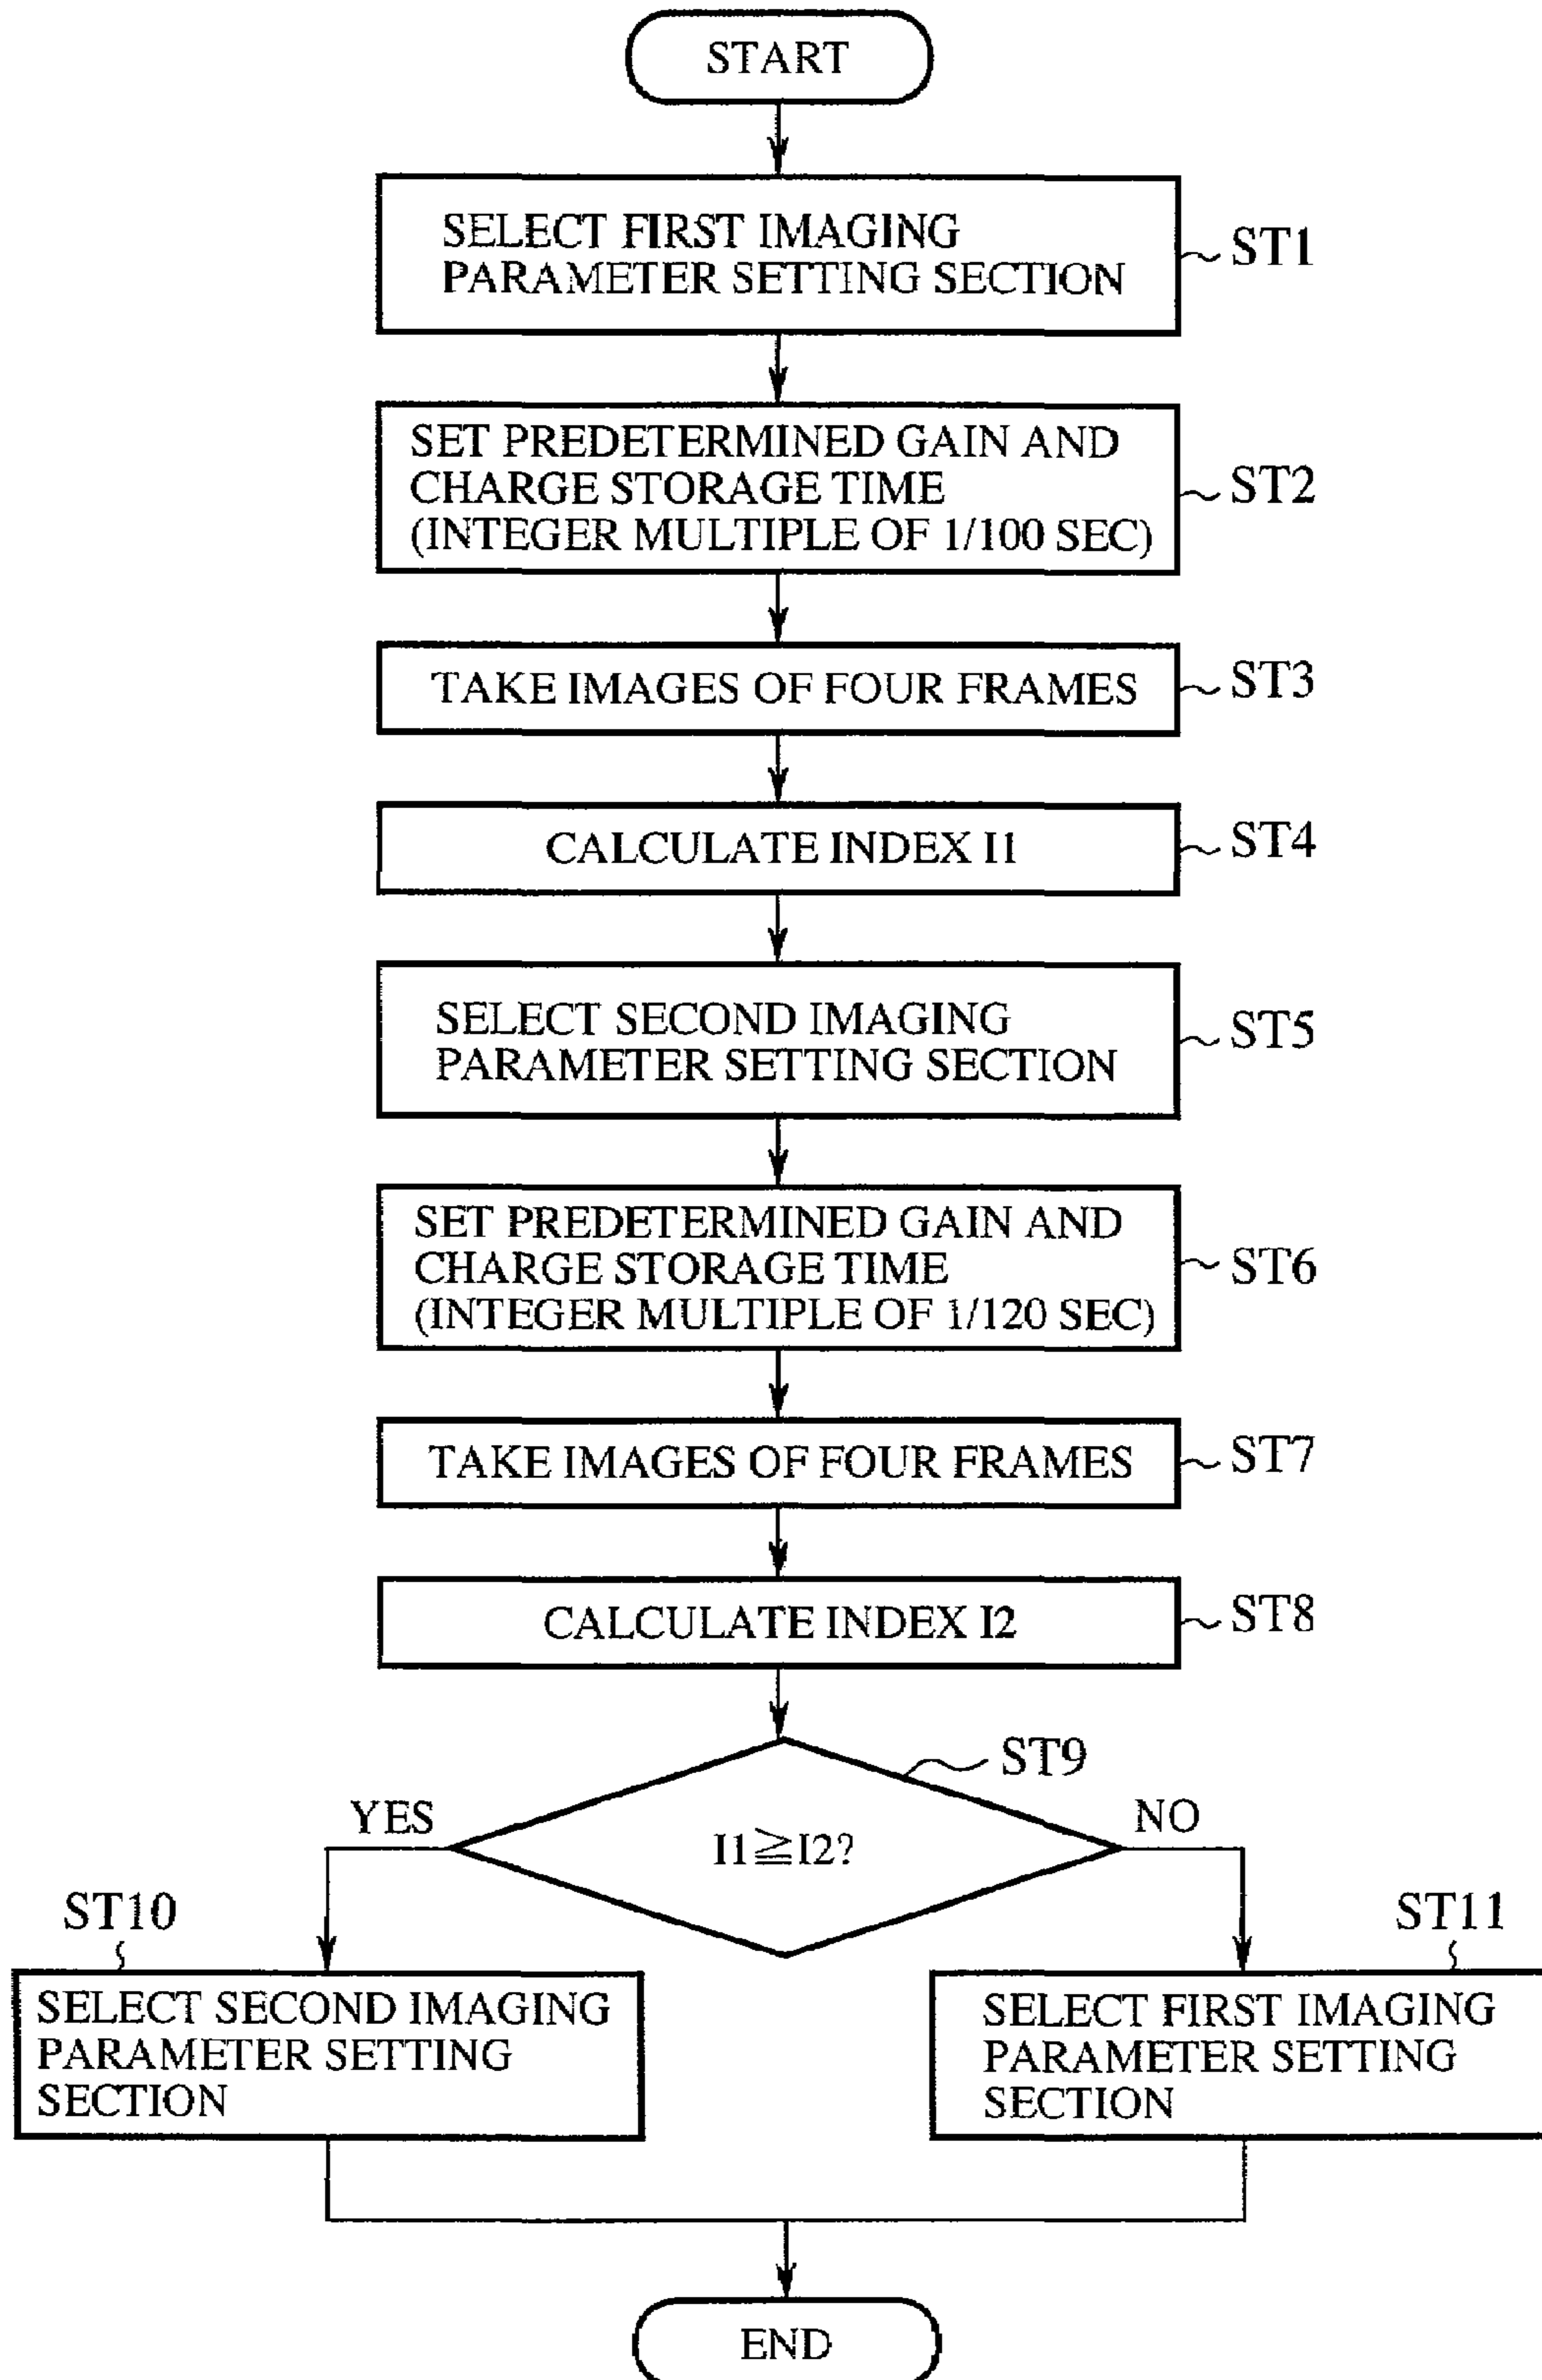 START
SELECT FIRST IMAGING
PARAMETER SETTING SECTION
ST1
SET PREDETERMINED GAIN AND
CHARGE STORAGE TIME
(INTEGER MULTIPLE OF 1/100 SEC)
ST2
TAKE IMAGES OF FOUR FRAMES
ST3
CALCULATE INDEX I1
ST4
SELECT SECOND IMAGING
PARAMETER SETTING SECTION
ST5
SET PREDETERMINED GAIN AND
CHARGE STORAGE TIME
(INTEGER MULTIPLE OF 1/120 SEC)
ST6
TAKE IMAGES OF FOUR FRAMES
ST7
CALCULATE INDEX I2
ST8
ST9
YES
I1≧I2?
NO
ST10
SELECT SECOND IMAGING
PARAMETER SETTING
SECTION
ST11
SELECT FIRST IMAGING
PARAMETER SETTING
SECTION
END